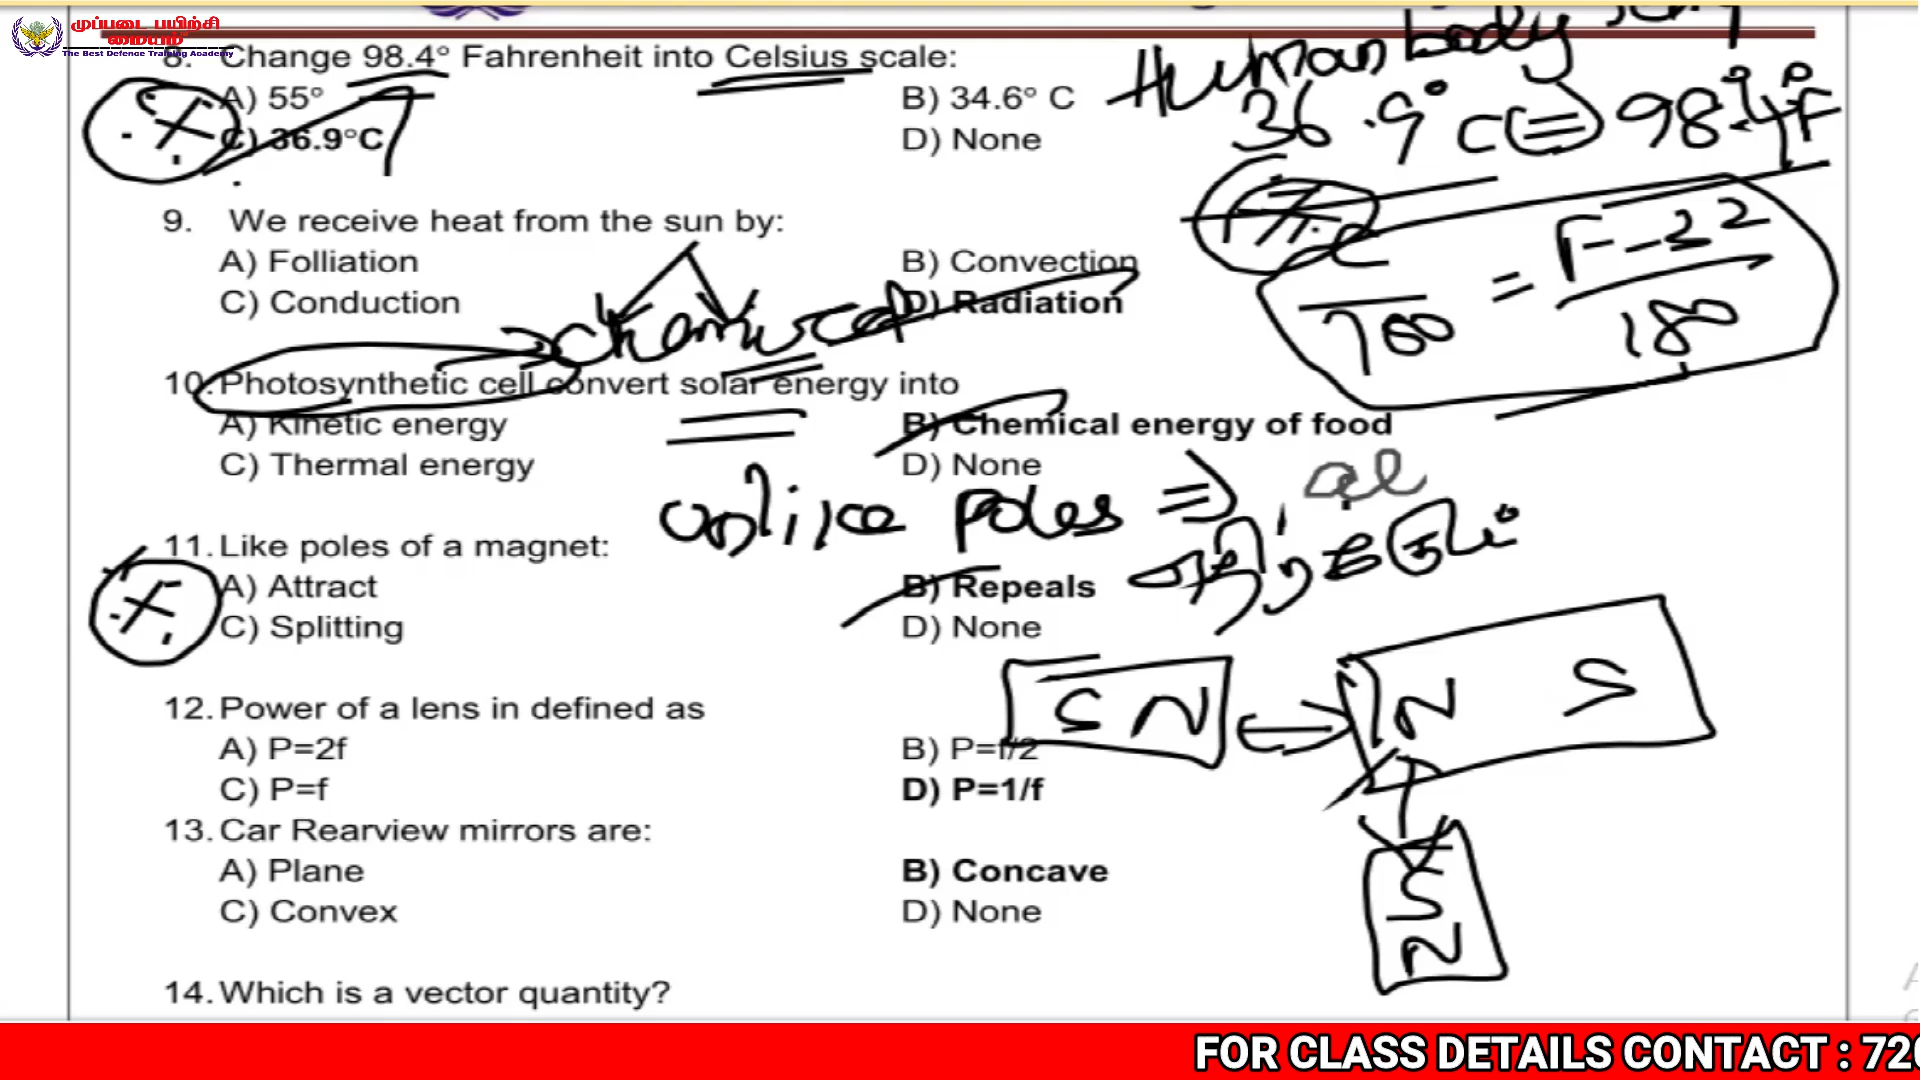 முப்படை பயிற்சி
மையம்
The Best Defence Training Academy
8. Change 98.4° Fahrenheit into Celsius scale:
A) 55°
B) 34.6° C
C) 36.9°C
D) None
Human body
36.9°C ⇒ 98.4°F
C/100 = F-32/180
9. We receive heat from the sun by:
A) Folliation
B) Convection
C) Conduction
D) Radiation
chemical
10. Photosynthetic cell convert solar energy into
A) Kinetic energy
B) Chemical energy of food
C) Thermal energy
D) None
unlike poles ⇒
11. Like poles of a magnet:
A) Attract
B) Repeals
C) Splitting
D) None
S N
N S
12. Power of a lens in defined as
A) P=2f
B) P=f/2
C) P=f
D) P=1/f
13. Car Rearview mirrors are:
A) Plane
B) Concave
C) Convex
D) None
S
N
14. Which is a vector quantity?
FOR CLASS DETAILS CONTACT : 720